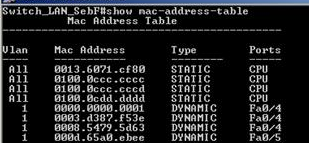 Switch_LAN_SebF#show mac-address-table
Mac Address Table
-------------------------------------------
Vlan Mac Address Type Ports
---- ----------- -------- -----
All 0013.6071.cf80 STATIC CPU
All 0100.0ccc.cccc STATIC CPU
All 0100.0ccc.cccd STATIC CPU
All 0100.0cdd.dddd STATIC CPU
1 0000.0000.0001 DYNAMIC Fa0/4
1 0003.d387.f53e DYNAMIC Fa0/4
1 0008.5479.5d63 DYNAMIC Fa0/4
1 000d.65a0.ebee DYNAMIC Fa0/5